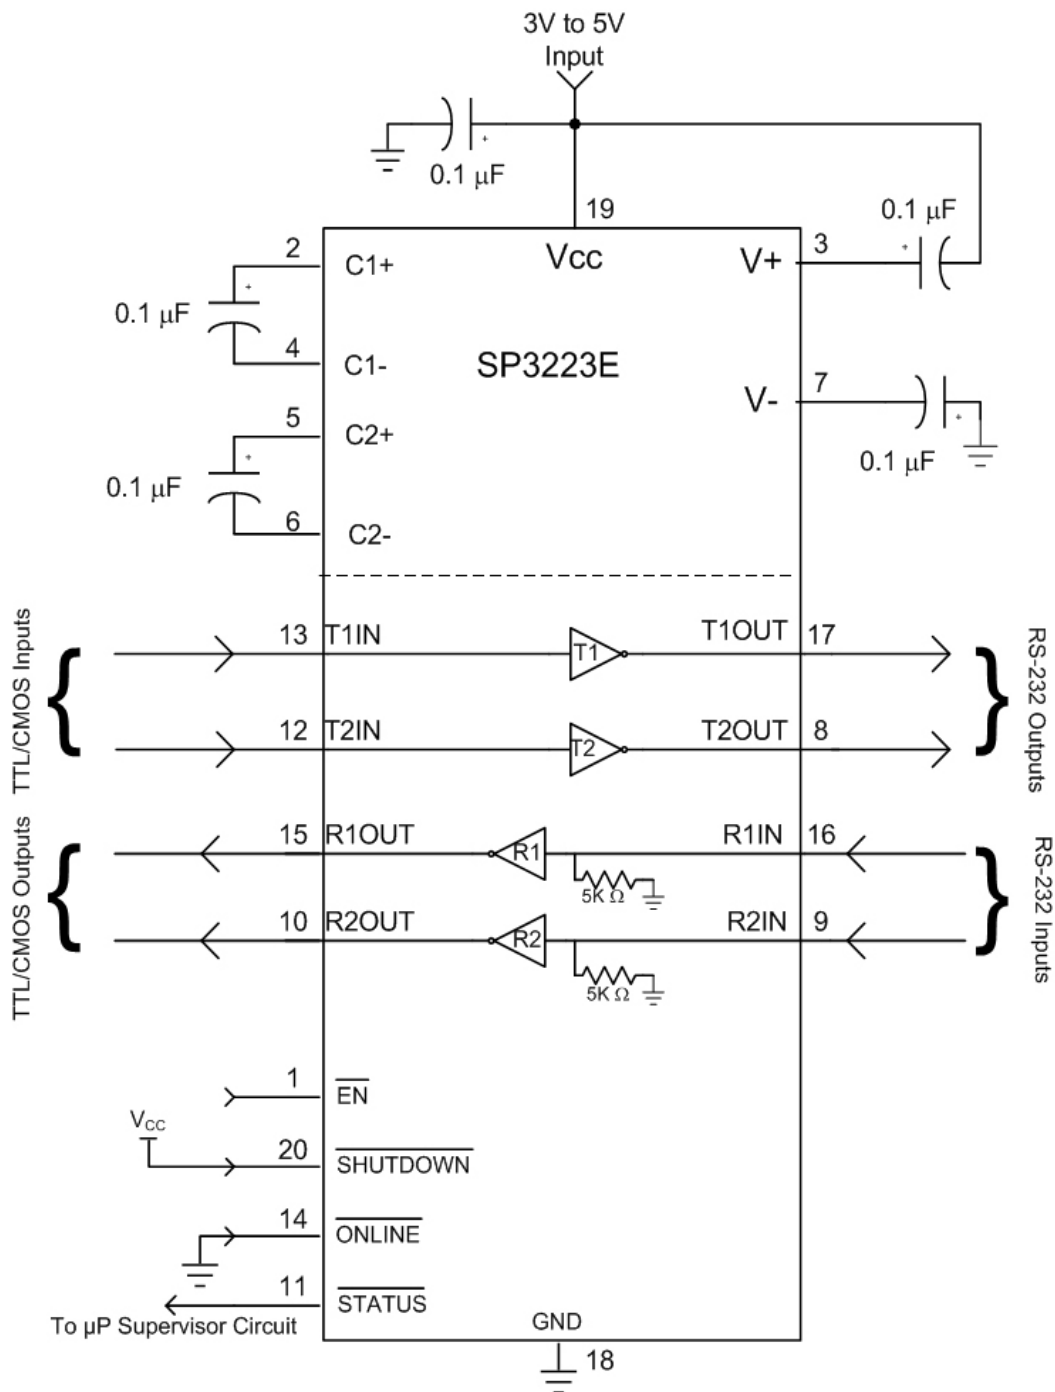 3V to 5V
Input
+
0.1 μF
19
0.1 μF
+
2
C1+
Vcc
V+
3
+
0.1 μF
4
C1-
SP3223E
7
V-
+
0.1 μF
5
C2+
+
0.1 μF
6
C2-
TTL/CMOS Inputs
13
T1IN
T1
T1OUT
17
12
T2IN
T2
T2OUT
8
RS-232 Outputs
TTL/CMOS Outputs
15
R1OUT
R1
R1IN
16
5K Ω
10
R2OUT
R2
R2IN
9
5K Ω
RS-232 Inputs
1
EN
VCC
20
SHUTDOWN
14
ONLINE
11
STATUS
To μP Supervisor Circuit
GND
18